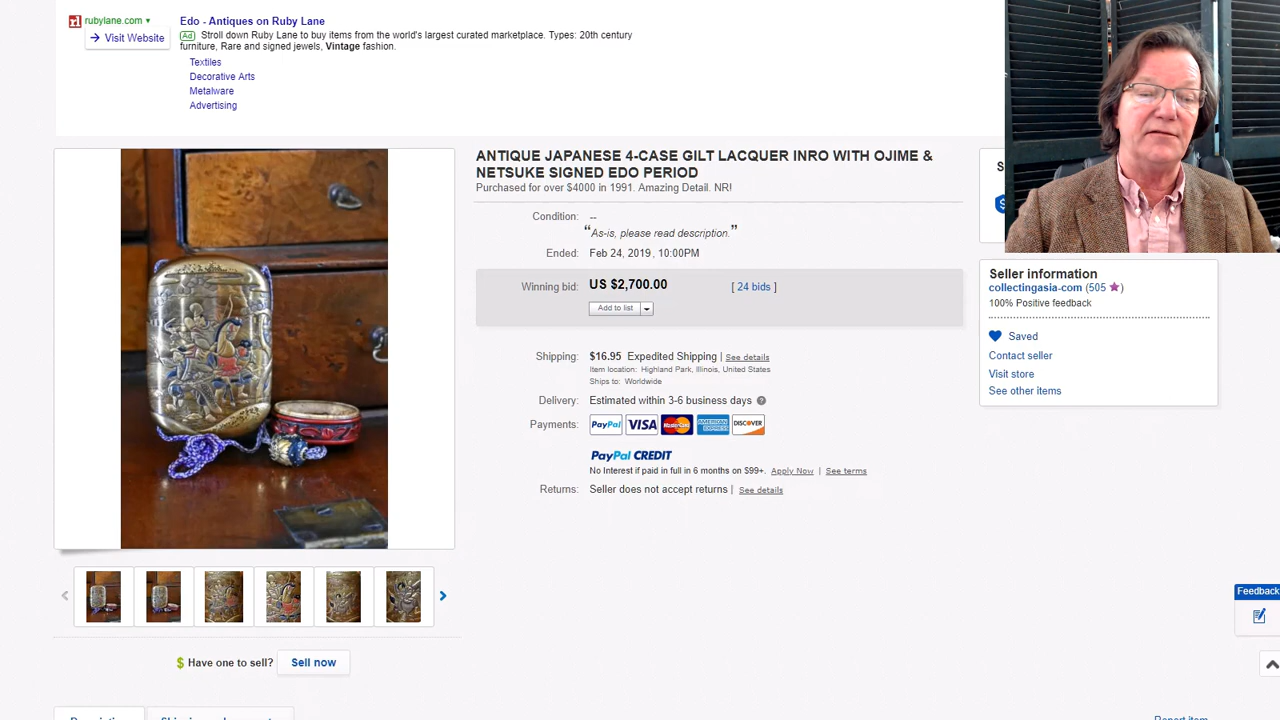 rubylane.com
Visit Website
Edo - Antiques on Ruby Lane
Ad Stroll down Ruby Lane to buy items from the world's largest curated marketplace. Types: 20th century
furniture, Rare and signed jewels, Vintage fashion.
Textiles
Decorative Arts
Metalware
Advertising
ANTIQUE JAPANESE 4-CASE GILT LACQUER INRO WITH OJIME &
NETSUKE SIGNED EDO PERIOD
Purchased for over $4000 in 1991. Amazing Detail. NR!
Condition: --
“As-is, please read description.”
Ended: Feb 24, 2019 , 10:00PM
Winning bid: US $2,700.00 [ 24 bids ]
Add to list
Shipping: $16.95 Expedited Shipping | See details
Item location: Highland Park, Illinois, United States
Ships to: Worldwide
Delivery: Estimated within 3-6 business days
Payments: PayPal VISA MasterCard AMERICAN EXPRESS DISCOVER
PayPal CREDIT
No Interest if paid in full in 6 months on $99+. Apply Now | See terms
Returns: Seller does not accept returns | See details
S
$
Seller information
collectingasia-com (505 )
100% Positive feedback
Saved
Contact seller
Visit store
See other items
Feedback
$ Have one to sell? Sell now
Report item